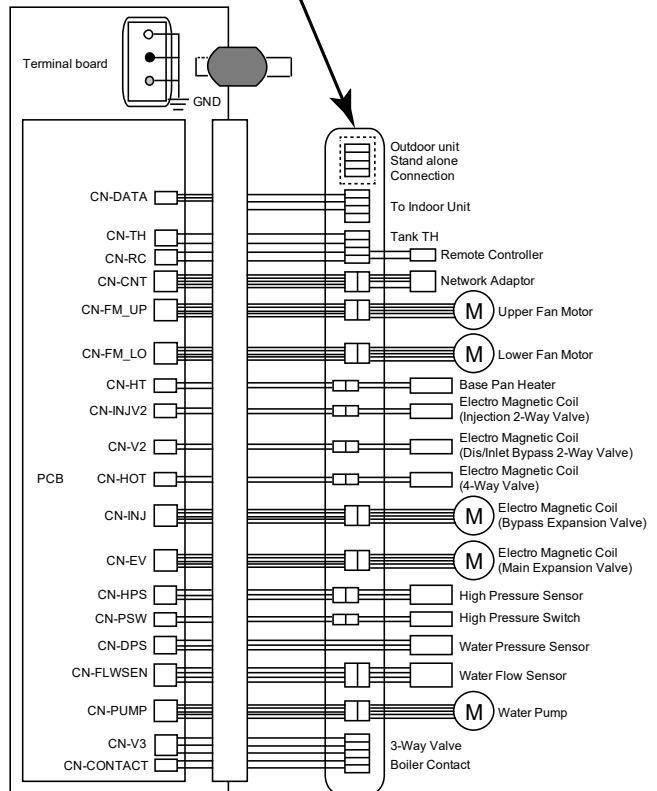 Terminal board
GND
Outdoor unit
Stand alone
Connection
CN-DATA
To Indoor Unit
CN-TH
Tank TH
CN-RC
Remote Controller
CN-CNT
Network Adaptor
CN-FM_UP
M
Upper Fan Motor
CN-FM_LO
M
Lower Fan Motor
CN-HT
Base Pan Heater
CN-INJV2
Electro Magnetic Coil
(Injection 2-Way Valve)
CN-V2
Electro Magnetic Coil
(Dis/Inlet Bypass 2-Way Valve)
PCB
CN-HOT
Electro Magnetic Coil
(4-Way Valve)
CN-INJ
M
Electro Magnetic Coil
(Bypass Expansion Valve)
CN-EV
M
Electro Magnetic Coil
(Main Expansion Valve)
CN-HPS
High Pressure Sensor
CN-PSW
High Pressure Switch
CN-DPS
Water Pressure Sensor
CN-FLWSEN
Water Flow Sensor
CN-PUMP
M
Water Pump
CN-V3
3-Way Valve
CN-CONTACT
Boiler Contact